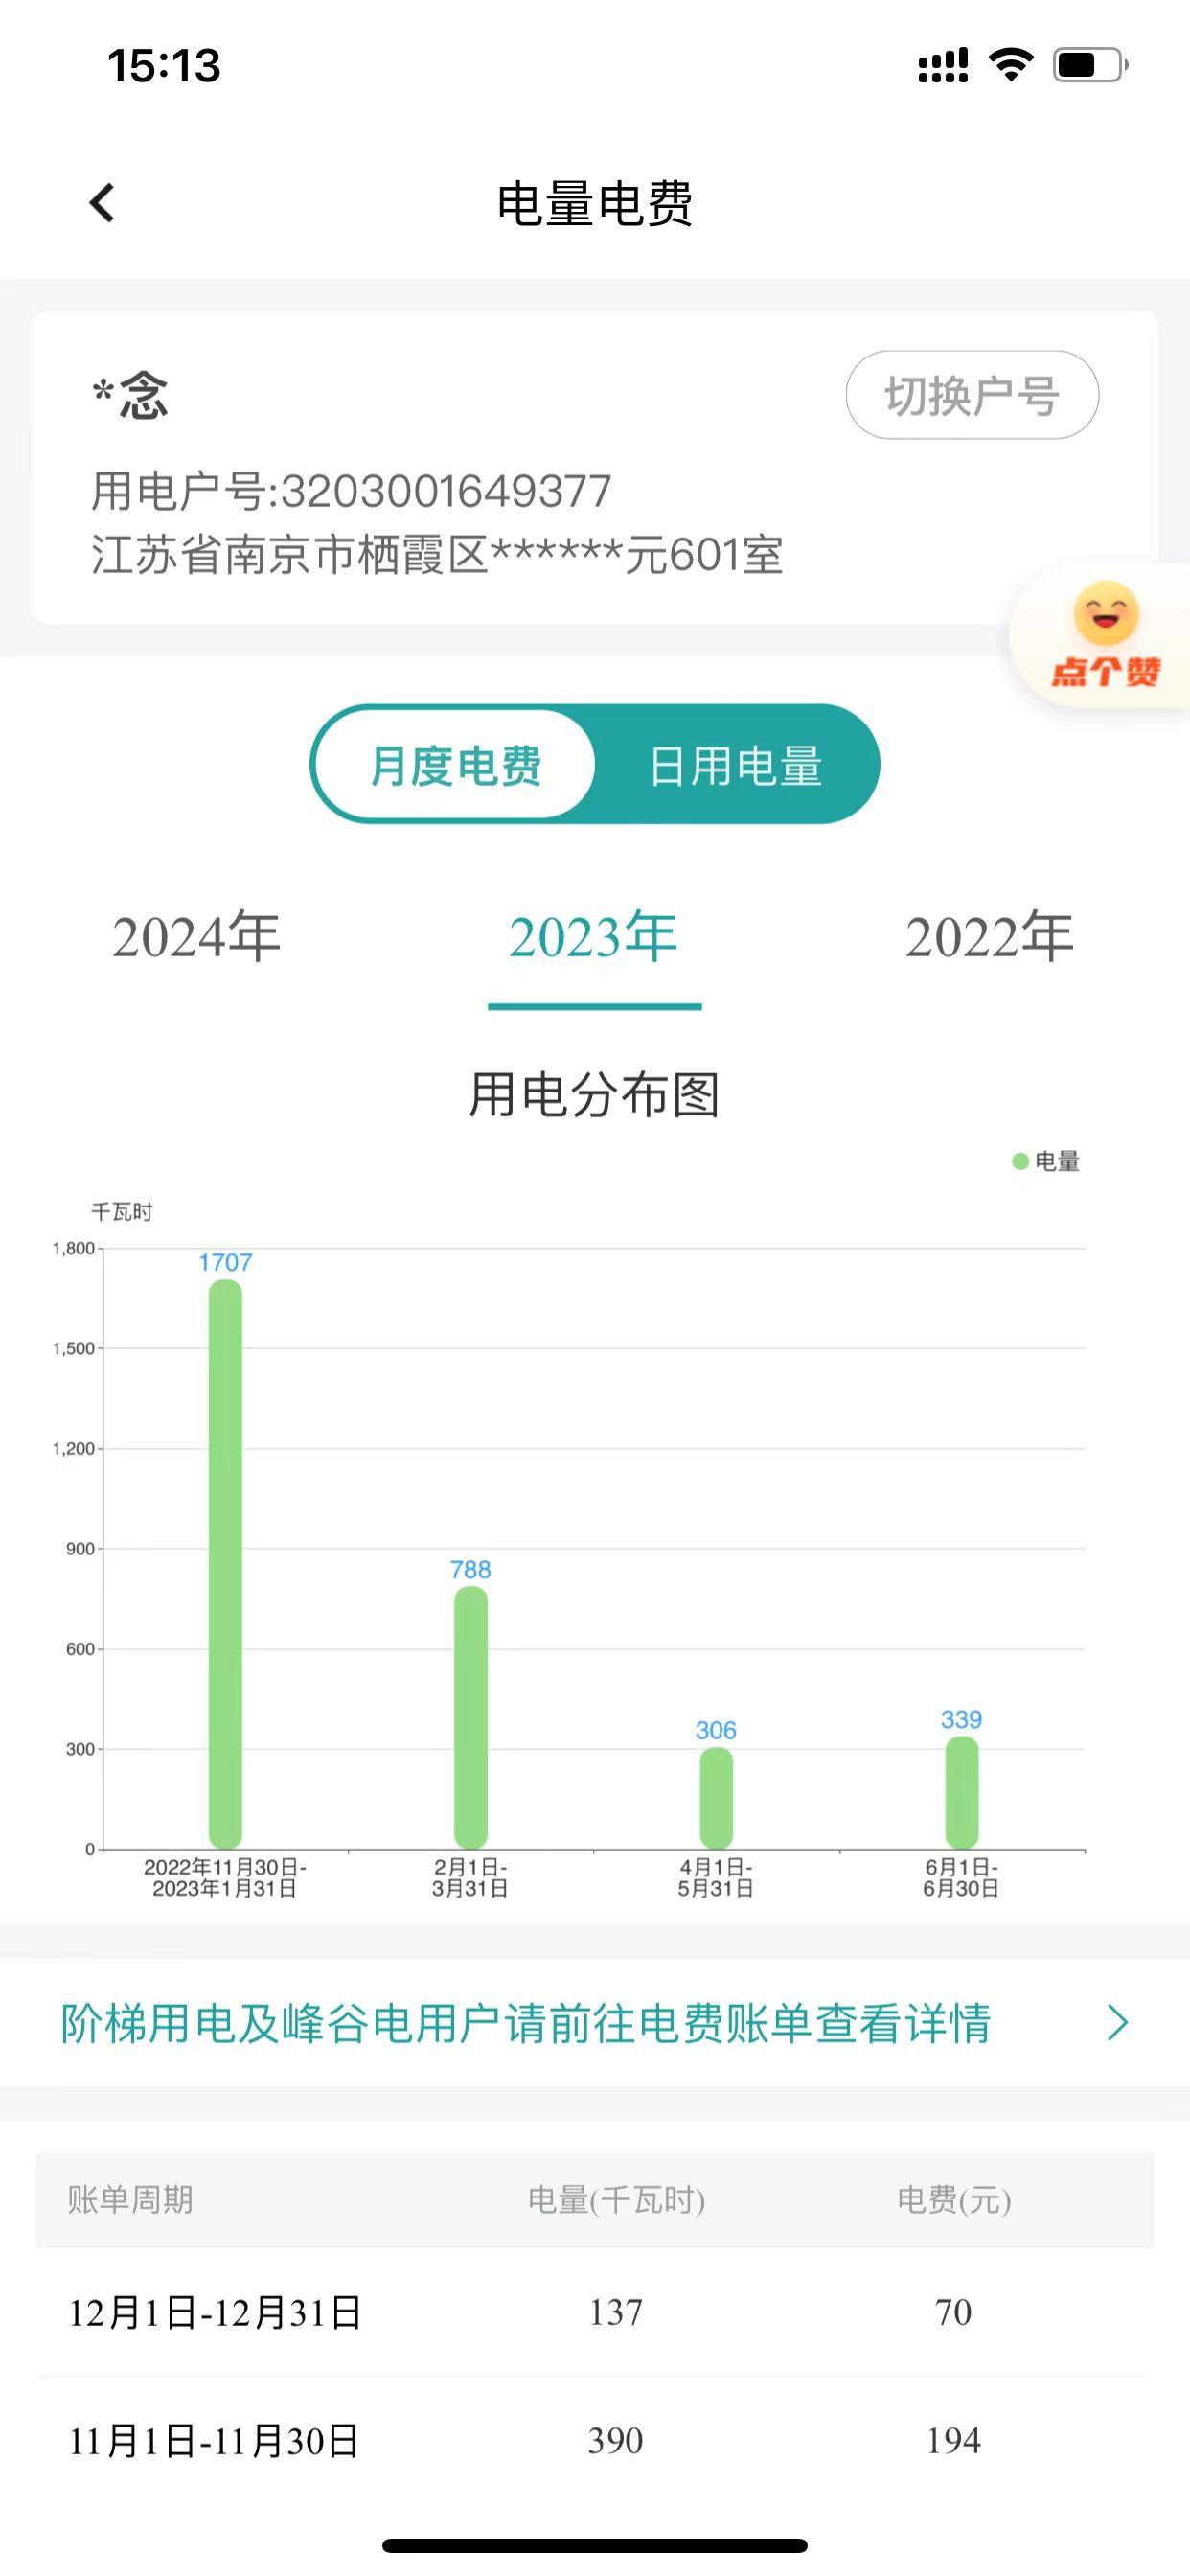 15:13
电量电费
*念
切换户号
用电户号:3203001649377
江苏省南京市栖霞区******元601室
点个赞
月度电费
日用电量
2024年
2023年
2022年
用电分布图
电量
千瓦时
1,800
1,500
1,200
900
600
300
0
1707
788
306
339
2022年11月30日-
2023年1月31日
2月1日-
3月31日
4月1日-
5月31日
6月1日-
6月30日
阶梯用电及峰谷电用户请前往电费账单查看详情
账单周期 电量(千瓦时) 电费(元)
12月1日-12月31日 137 70
11月1日-11月30日 390 194